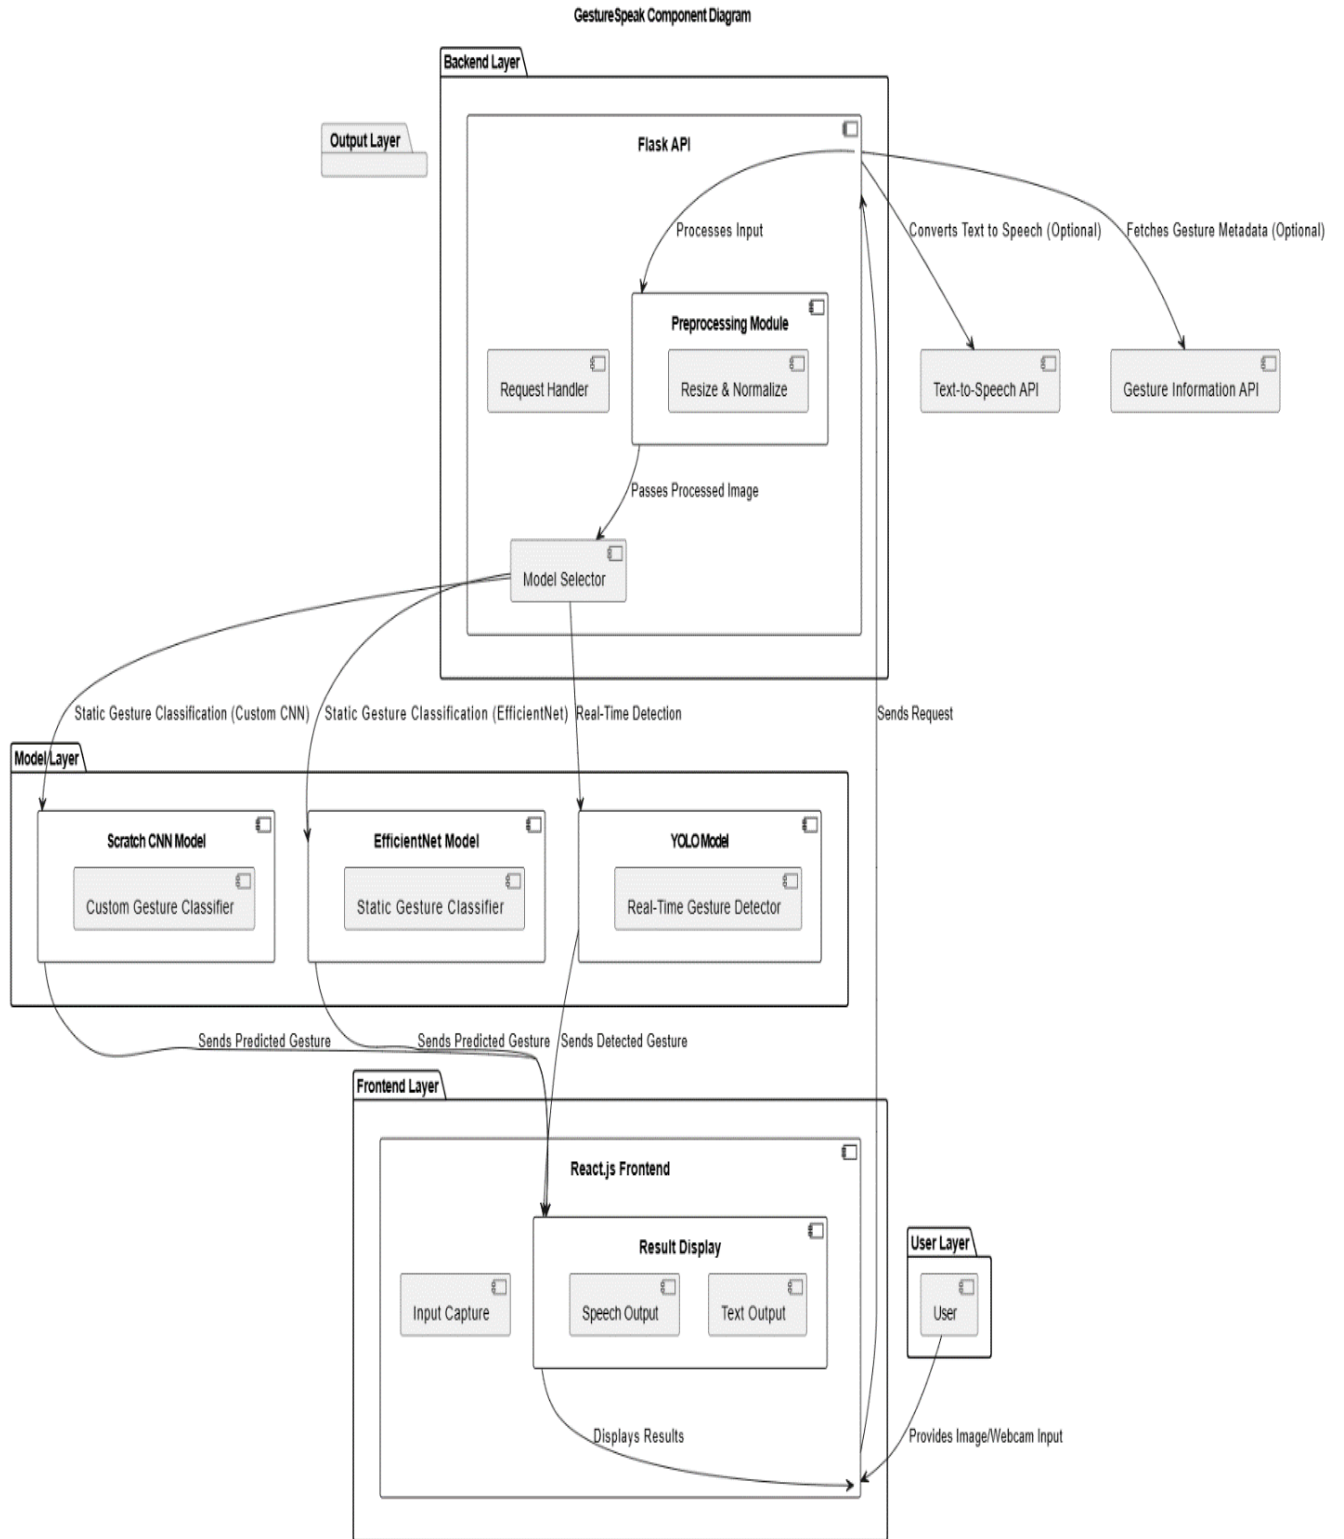 GestureSpeak Component Diagram
Backend Layer
Output Layer
Flask API
Processes Input
Converts Text to Speech (Optional)
Fetches Gesture Metadata (Optional)
Preprocessing Module
Request Handler
Resize & Normalize
Text-to-Speech API
Gesture Information API
Passes Processed Image
Model Selector
Static Gesture Classification (Custom CNN)
Static Gesture Classification (EfficientNet)
Real-Time Detection
Sends Request
Model Layer
Scratch CNN Model
EfficientNet Model
YOLO Model
Custom Gesture Classifier
Static Gesture Classifier
Real-Time Gesture Detector
Sends Predicted Gesture
Sends Predicted Gesture
Sends Detected Gesture
Frontend Layer
React.js Frontend
Result Display
User Layer
Input Capture
Speech Output
Text Output
User
Displays Results
Provides Image/Webcam Input